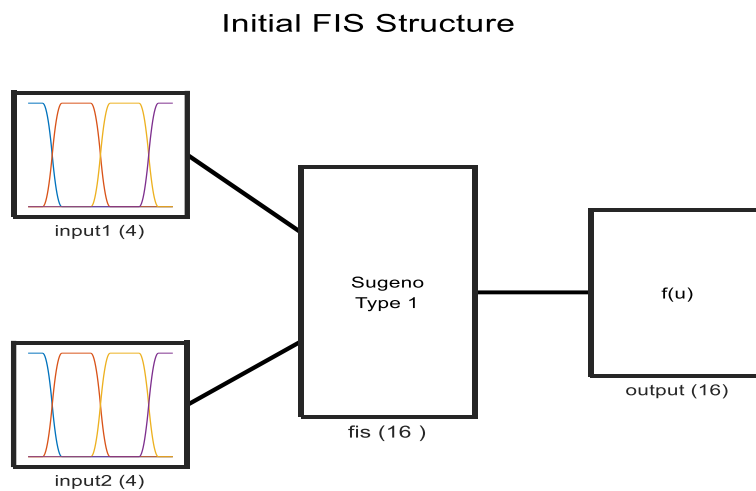 Initial FIS Structure
input1 (4)
Sugeno
Type 1
f(u)
output (16)
fis (16 )
input2 (4)